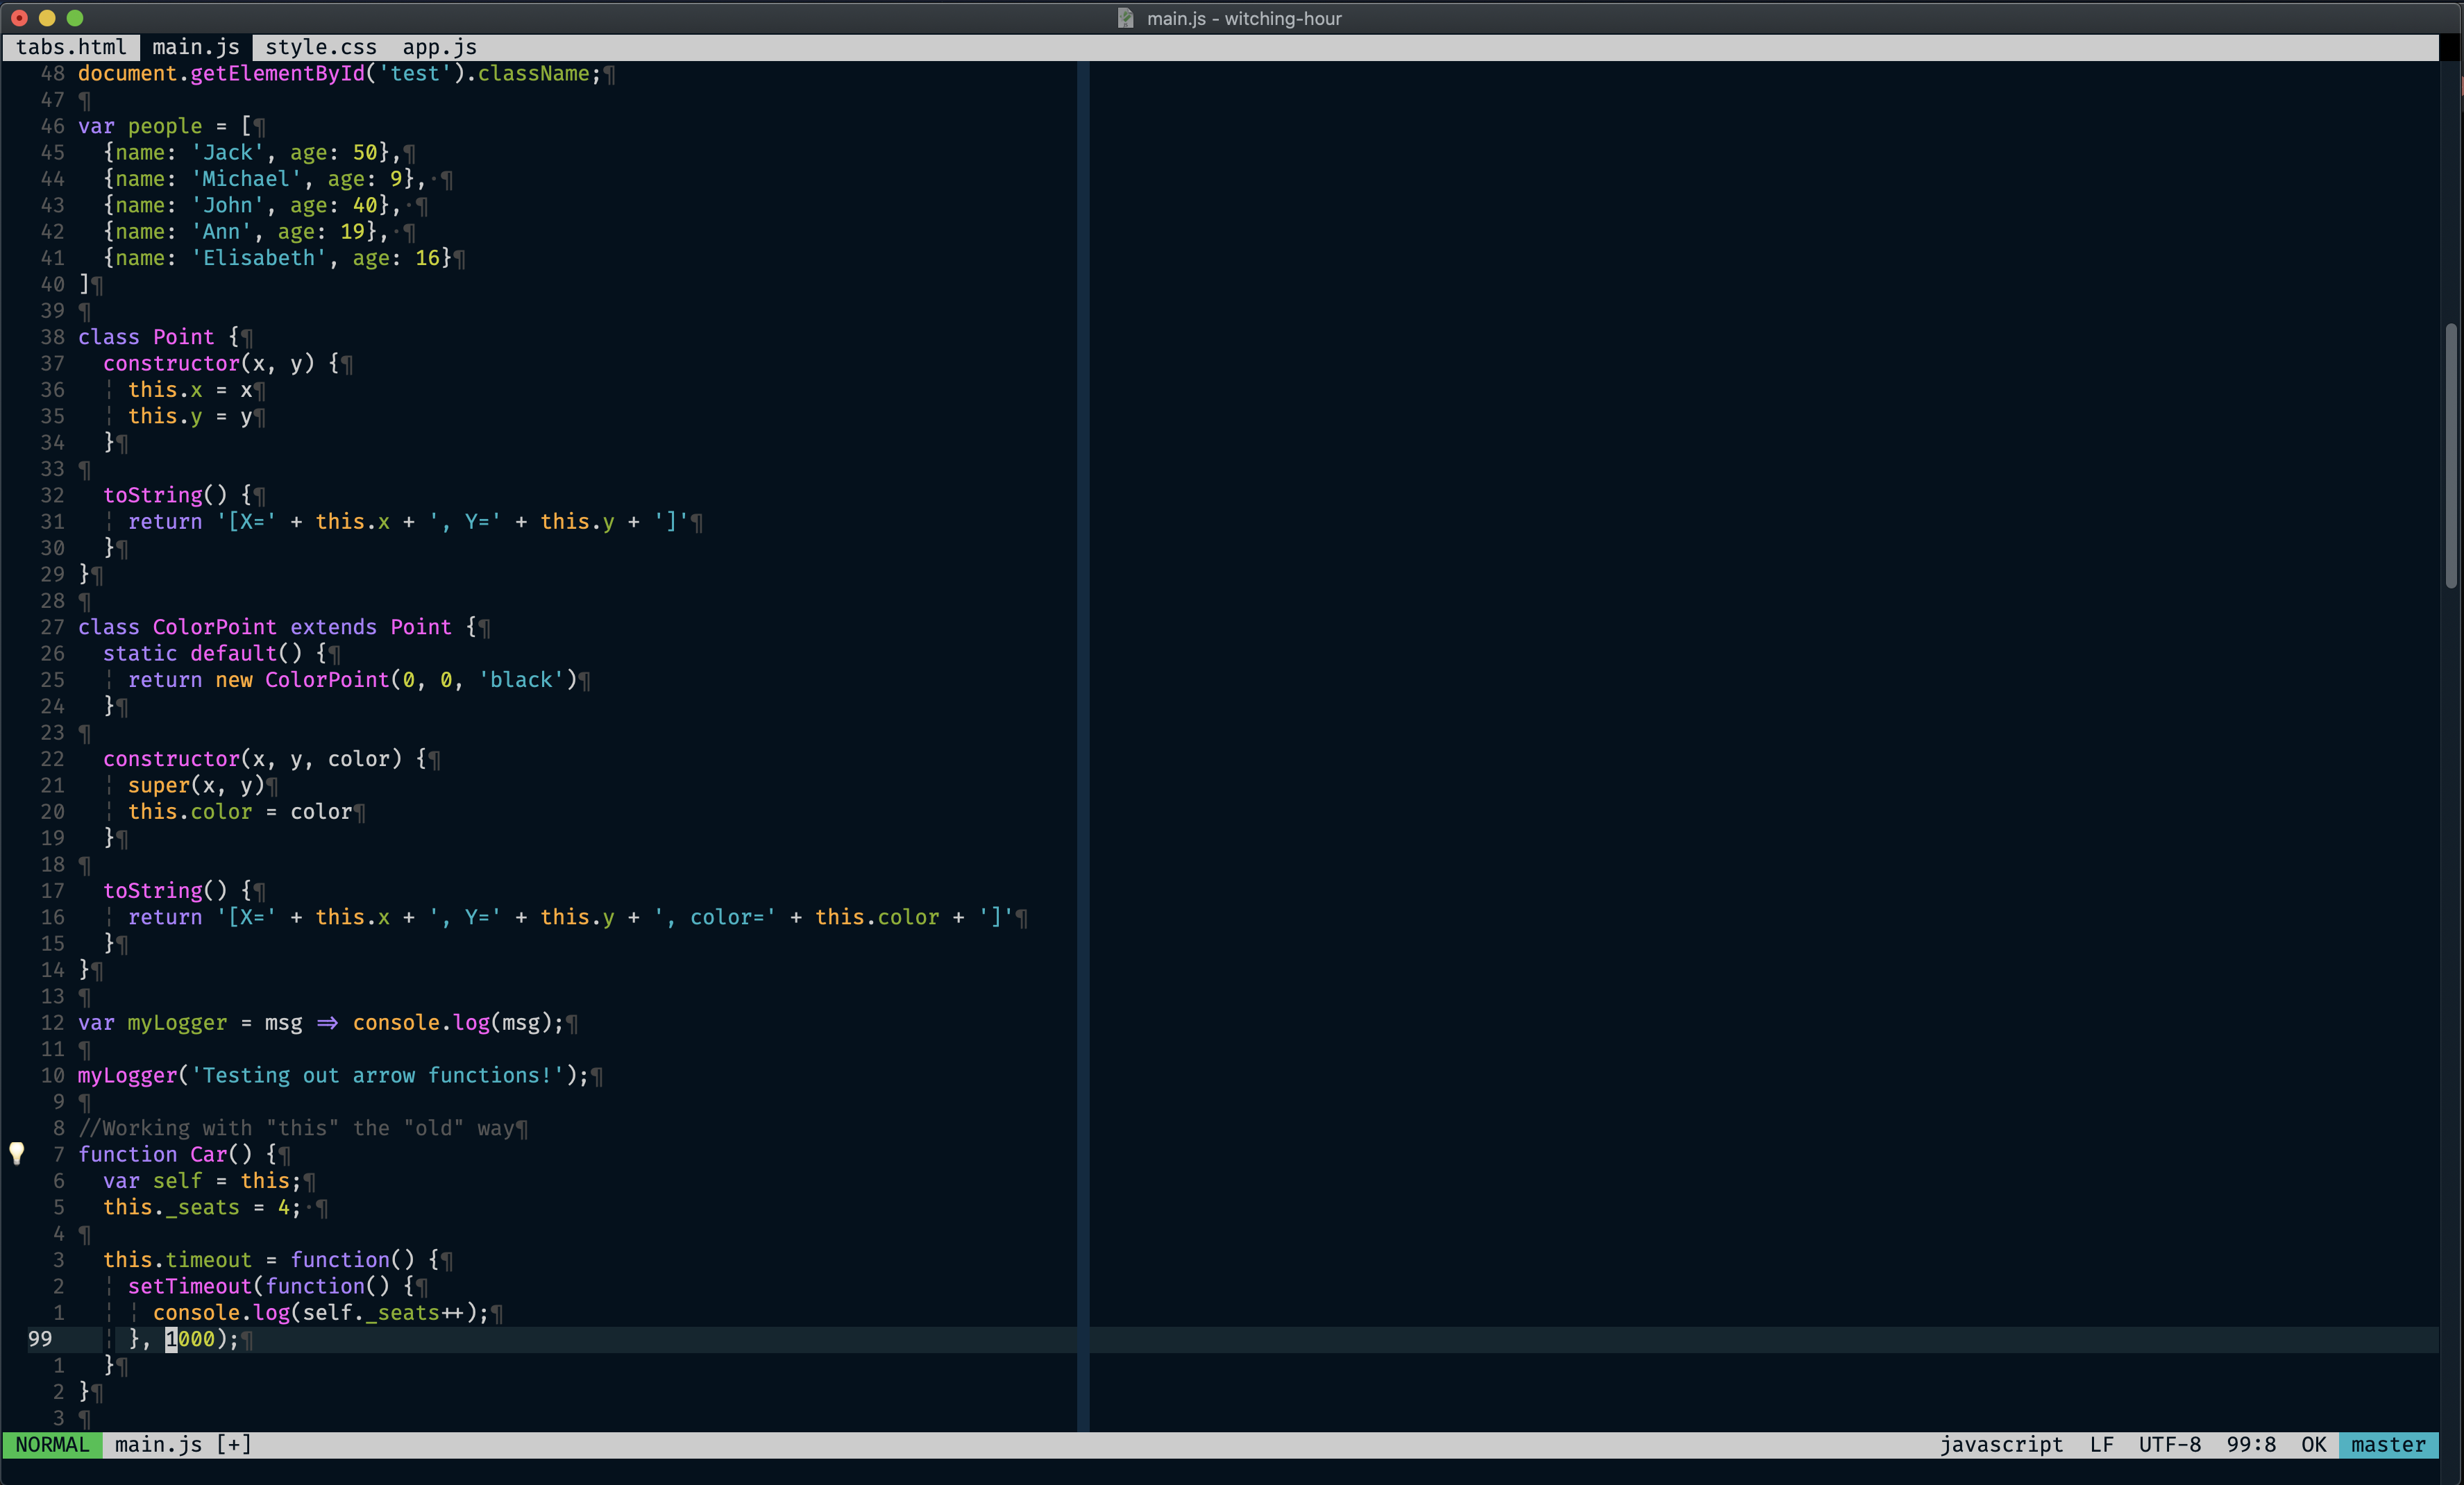 main.js - witching-hour
tabs.html main.js style.css app.js
48 document.getElementById('test').className;¶
47 ¶
46 var people = [¶
45   {name: 'Jack', age: 50},¶
44   {name: 'Michael', age: 9},·¶
43   {name: 'John', age: 40},·¶
42   {name: 'Ann', age: 19},·¶
41   {name: 'Elisabeth', age: 16}¶
40 ]¶
39 ¶
38 class Point {¶
37   constructor(x, y) {¶
36   ¦ this.x = x¶
35   ¦ this.y = y¶
34   }¶
33 ¶
32   toString() {¶
31   ¦ return '[X=' + this.x + ', Y=' + this.y + ']'¶
30   }¶
29 }¶
28 ¶
27 class ColorPoint extends Point {¶
26   static default() {¶
25   ¦ return new ColorPoint(0, 0, 'black')¶
24   }¶
23 ¶
22   constructor(x, y, color) {¶
21   ¦ super(x, y)¶
20   ¦ this.color = color¶
19   }¶
18 ¶
17   toString() {¶
16   ¦ return '[X=' + this.x + ', Y=' + this.y + ', color=' + this.color + ']'¶
15   }¶
14 }¶
13 ¶
12 var myLogger = msg => console.log(msg);¶
11 ¶
10 myLogger('Testing out arrow functions!');¶
9 ¶
8 //Working with "this" the "old" way¶
7 function Car() {¶
6   var self = this;¶
5   this._seats = 4;·¶
4 ¶
3   this.timeout = function() {¶
2   ¦ setTimeout(function() {¶
1   ¦ ¦ console.log(self._seats++);¶
99   ¦ }, 1000);¶
1   }¶
2 }¶
3 ¶
NORMAL main.js [+] javascript LF UTF-8 99:8 OK master